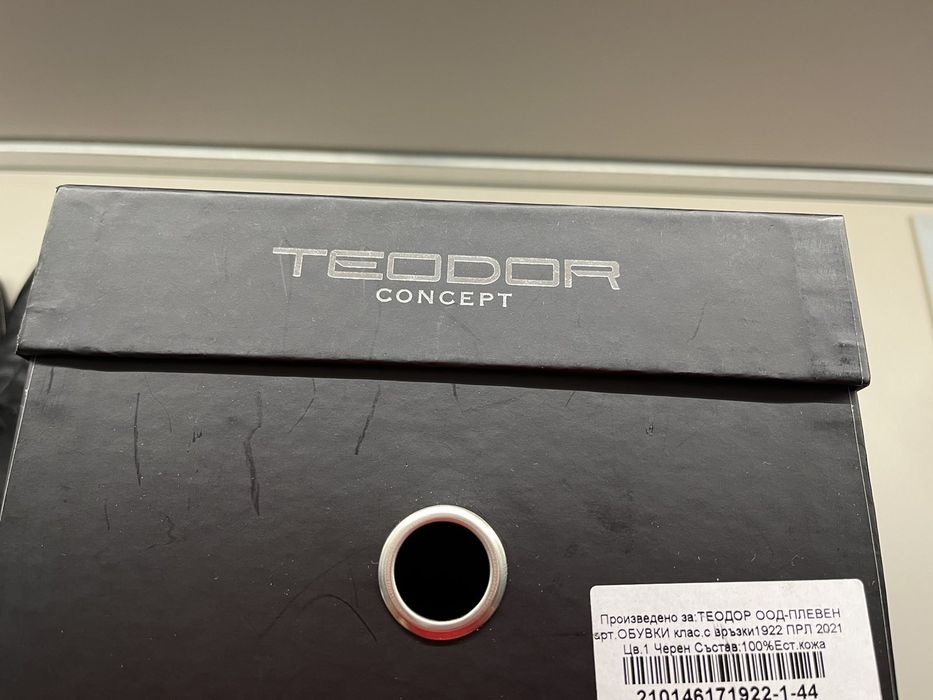 TEODOR
CONCEPT
Произведено за:ТЕОДОР ООД-ПЛЕВЕН
арт.ОБУВКИ клас.с връзки1922 ПРЛ 2021
Цв.1 Черен Състав:100%Ест.кожа
210146171922-1-44